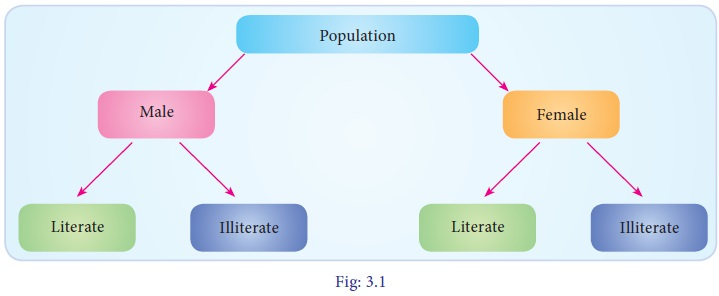 Population
Male
Female
Literate
Illiterate
Literate
Illiterate
Fig: 3.1